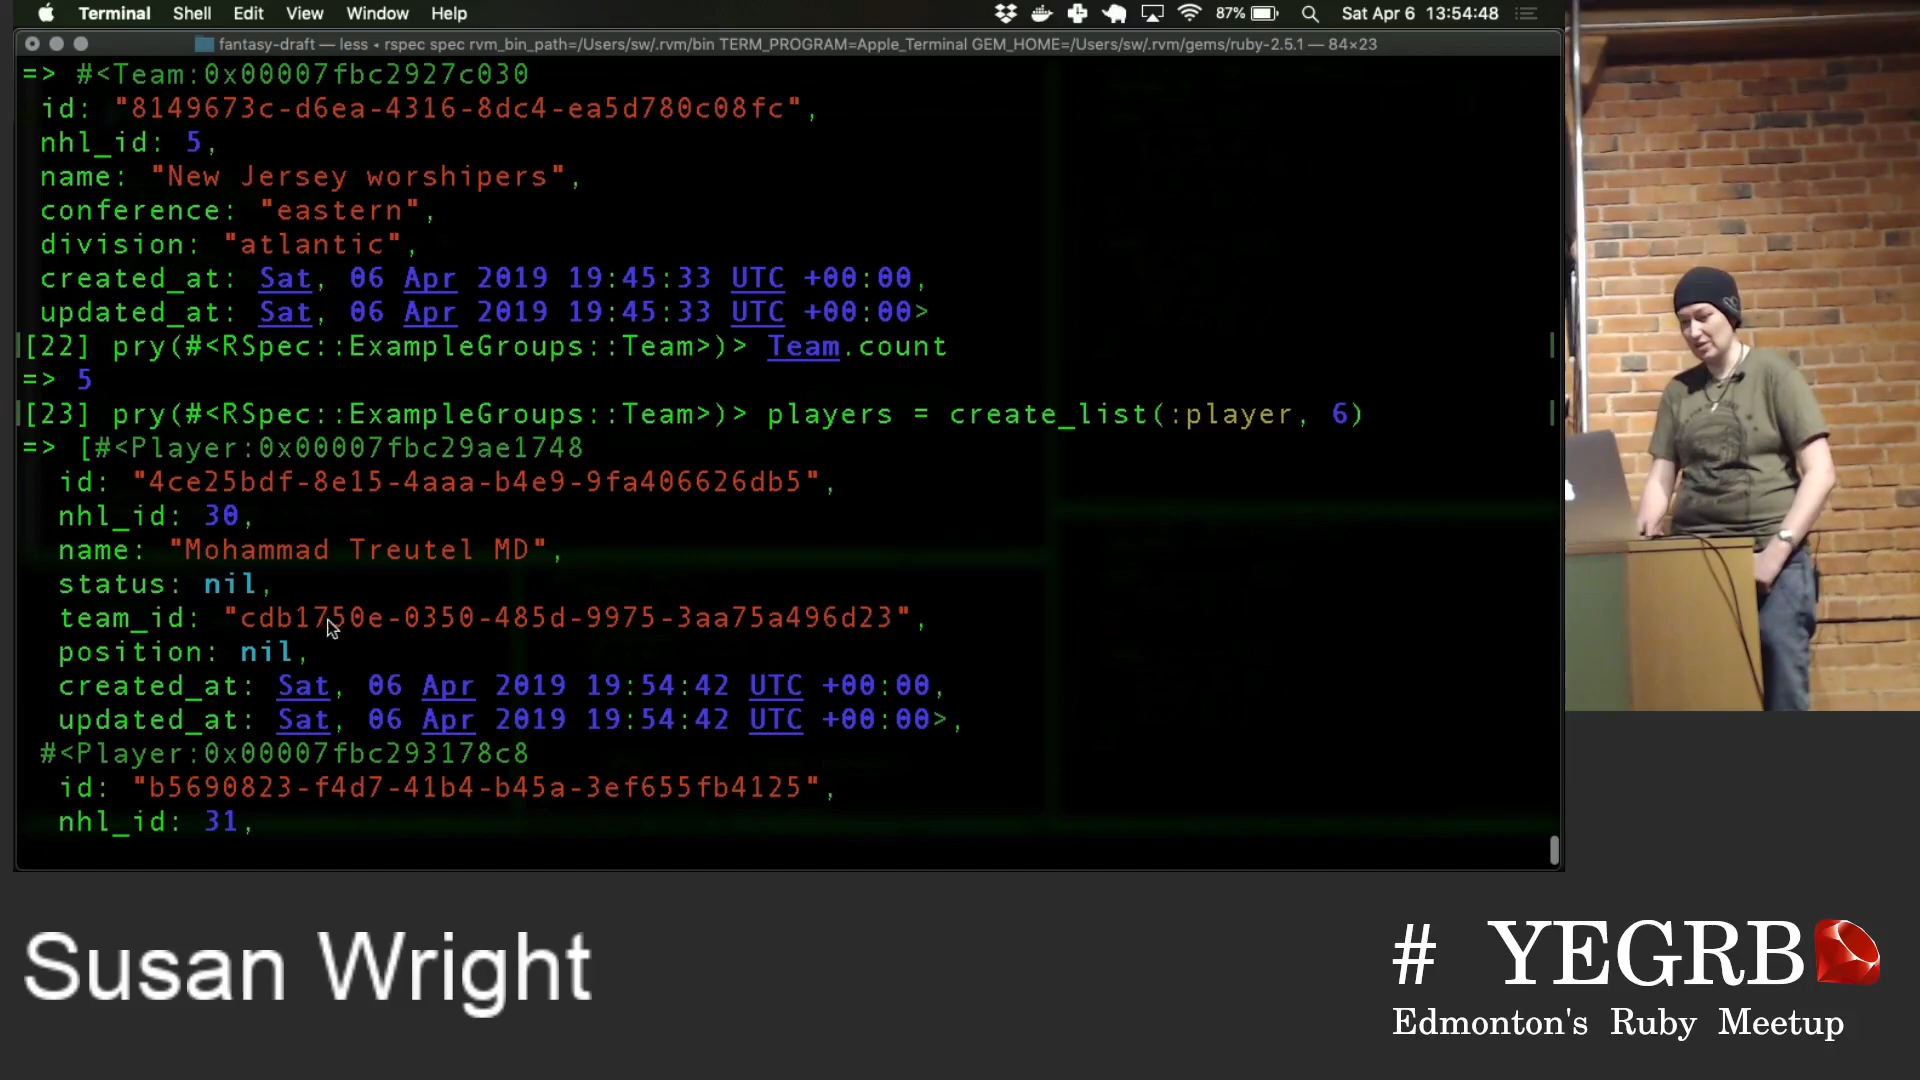 Terminal Shell Edit View Window Help 87% Sat Apr 6 13:54:48
fantasy-draft — less ◂ rspec spec rvm_bin_path=/Users/sw/.rvm/bin TERM_PROGRAM=Apple_Terminal GEM_HOME=/Users/sw/.rvm/gems/ruby-2.5.1 — 84×23
=> #<Team:0x00007fbc2927c030
id: "8149673c-d6ea-4316-8dc4-ea5d780c08fc",
nhl_id: 5,
name: "New Jersey worshipers",
conference: "eastern",
division: "atlantic",
created_at: Sat, 06 Apr 2019 19:45:33 UTC +00:00,
updated_at: Sat, 06 Apr 2019 19:45:33 UTC +00:00>
[22] pry(#<RSpec::ExampleGroups::Team>)> Team.count
=> 5
[23] pry(#<RSpec::ExampleGroups::Team>)> players = create_list(:player, 6)
=> [#<Player:0x00007fbc29ae1748
id: "4ce25bdf-8e15-4aaa-b4e9-9fa406626db5",
nhl_id: 30,
name: "Mohammad Treutel MD",
status: nil,
team_id: "cdb1750e-0350-485d-9975-3aa75a496d23",
position: nil,
created_at: Sat, 06 Apr 2019 19:54:42 UTC +00:00,
updated_at: Sat, 06 Apr 2019 19:54:42 UTC +00:00>,
#<Player:0x00007fbc293178c8
id: "b5690823-f4d7-41b4-b45a-3ef655fb4125",
nhl_id: 31,
Susan Wright
# YEGRB
Edmonton's Ruby Meetup